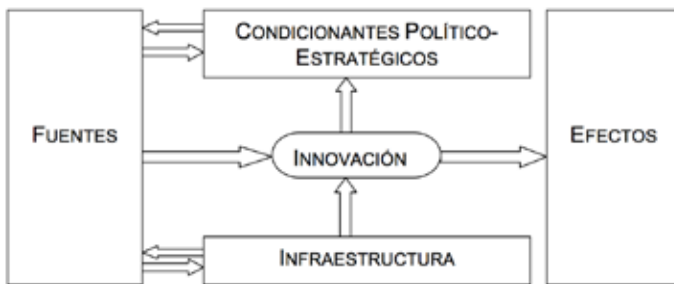 CONDICIONANTES POLÍTICO-
ESTRATÉGICOS
FUENTES
INNOVACIÓN
EFECTOS
INFRAESTRUCTURA